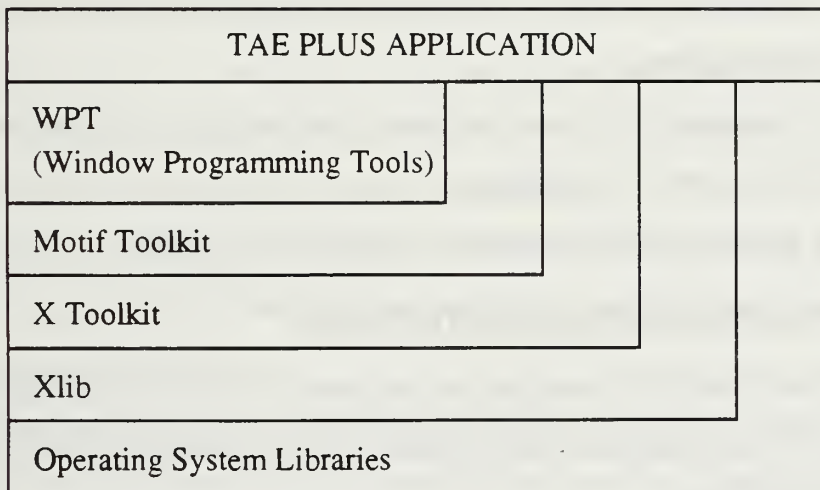 TAE PLUS APPLICATION
WPT
(Window Programming Tools)
Motif Toolkit
X Toolkit
Xlib
Operating System Libraries